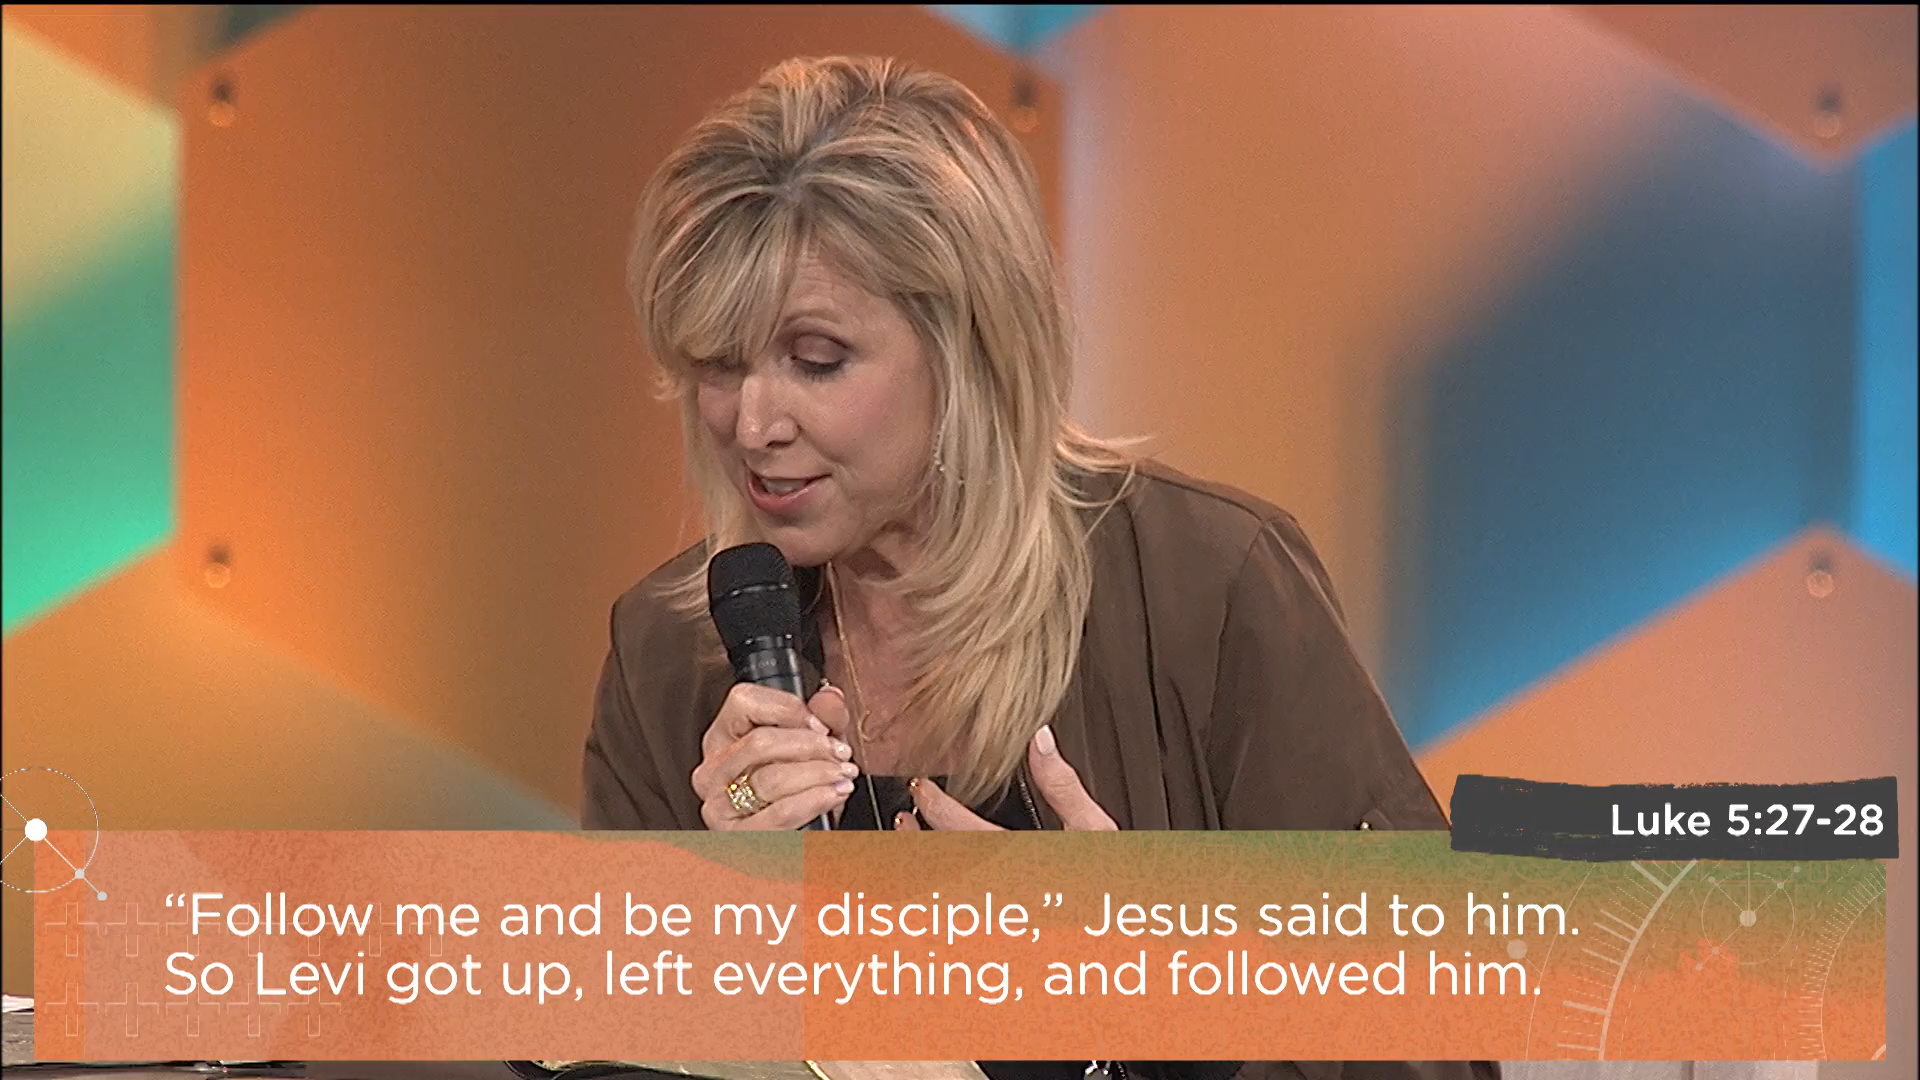 Luke 5:27-28
“Follow me and be my disciple,” Jesus said to him.
So Levi got up, left everything, and followed him.